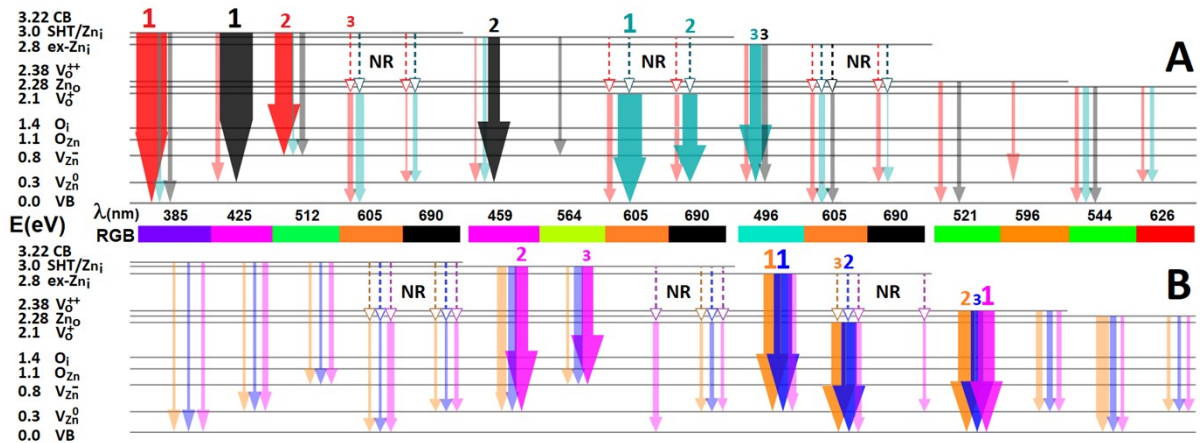 3.22 CB
3.0 SHT/Zni
2.8 ex-Zni
2.38 Vo++
2.28 Zno
2.1 Vo+
1.4 Oi
1.1 OZn
0.8 VZn=
0.3 VZn0
0.0 VB
1 1 2 3 2 1 2 3 3
NR NR NR
A
E(eV)
λ(nm) 385 425 512 605 690 459 564 605 690 496 605 690 521 596 544 626
RGB
3.22 CB
3.0 SHT/Zni
2.8 ex-Zni
2.38 Vo++
2.28 Zno
2.1 Vo+
1.4 Oi
1.1 OZn
0.8 VZn=
0.3 VZn0
0.0 VB
2 3 1 1 3 2 2 3 1
NR NR NR
B